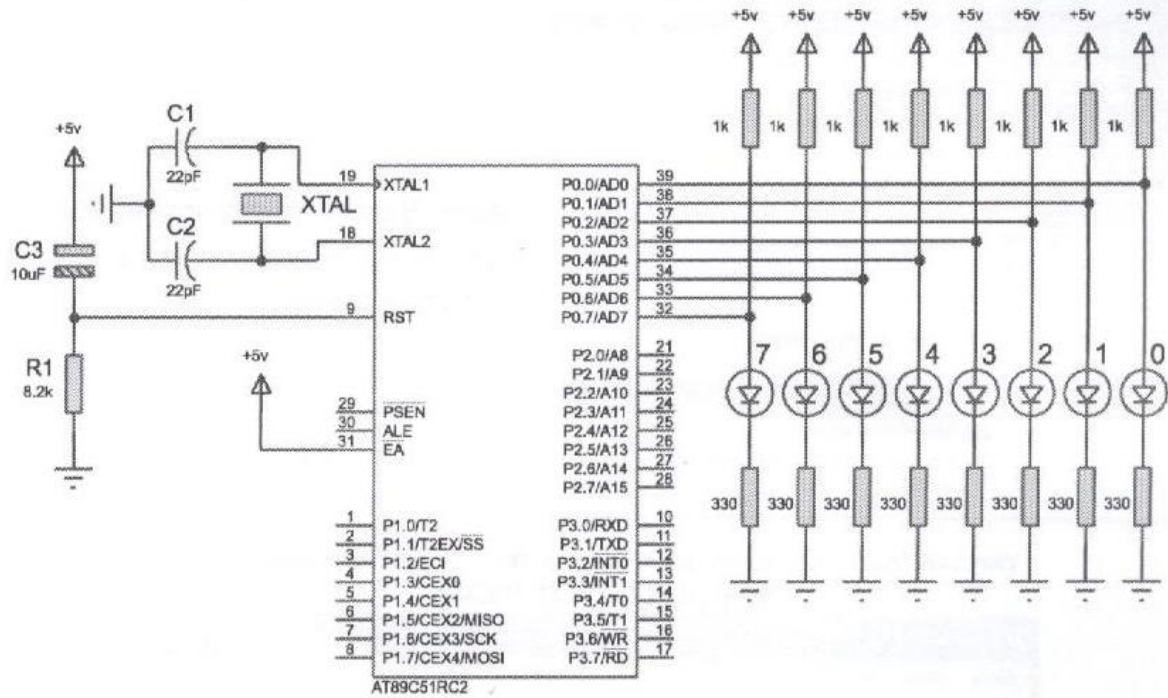 +5v +5v +5v +5v +5v +5v +5v +5v
1k 1k 1k 1k 1k 1k 1k 1k
C1
22pF
+5v
C3
10uF
C2
22pF
XTAL
R1
8.2k
+5v
19 XTAL1
18 XTAL2
9 RST
29 PSEN
30 ALE
31 EA
1 P1.0/T2
2 P1.1/T2EX/SS
3 P1.2/ECI
4 P1.3/CEX0
5 P1.4/CEX1
6 P1.5/CEX2/MISO
7 P1.6/CEX3/SCK
8 P1.7/CEX4/MOSI
P0.0/AD0 39
P0.1/AD1 38
P0.2/AD2 37
P0.3/AD3 36
P0.4/AD4 35
P0.5/AD5 34
P0.6/AD6 33
P0.7/AD7 32
P2.0/A8 21
P2.1/A9 22
P2.2/A10 23
P2.3/A11 24
P2.4/A12 25
P2.5/A13 26
P2.6/A14 27
P2.7/A15 28
P3.0/RXD 10
P3.1/TXD 11
P3.2/INT0 12
P3.3/INT1 13
P3.4/T0 14
P3.5/T1 15
P3.6/WR 16
P3.7/RD 17
AT89C51RC2
7 6 5 4 3 2 1 0
330 330 330 330 330 330 330 330